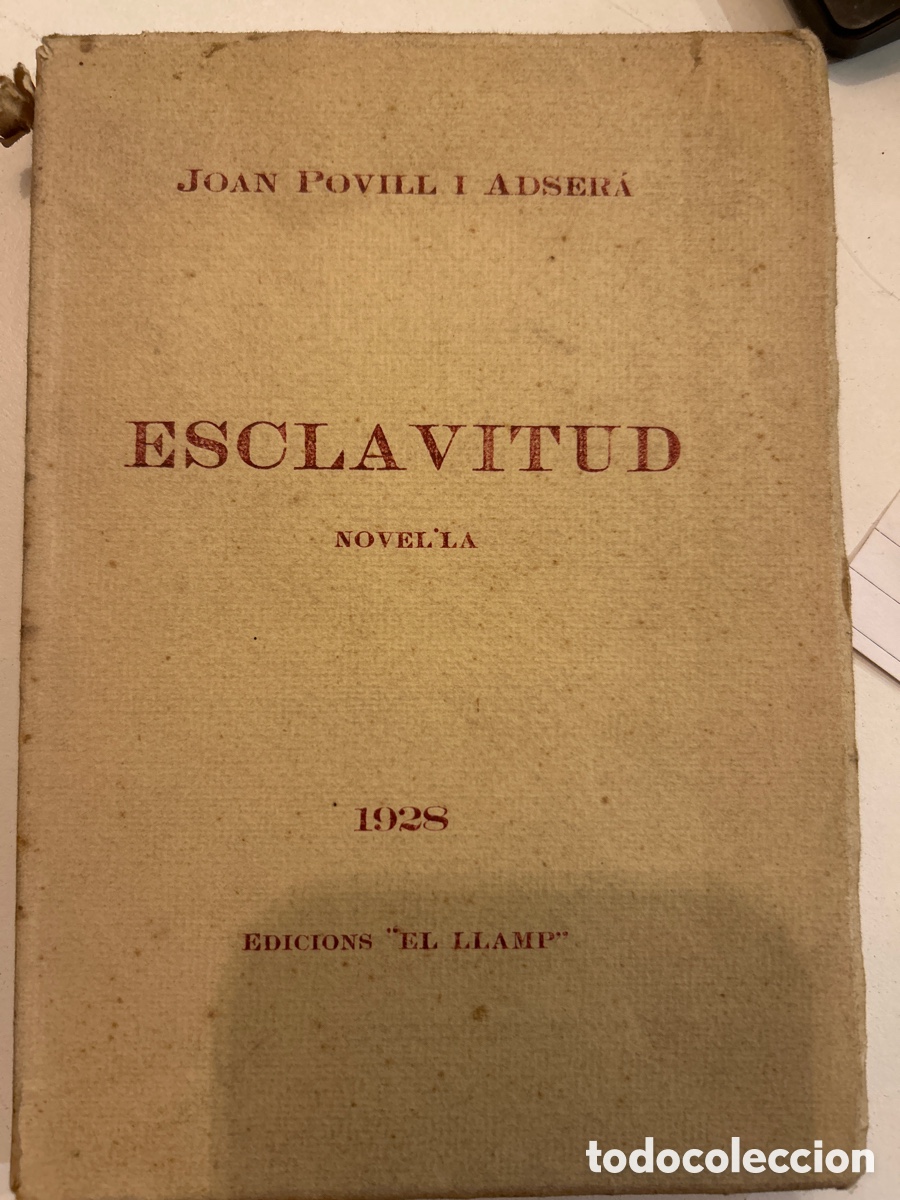 JOAN POVILL I ADSERÁ
ESCLAVITUD
NOVEL·LA
1928
EDICIONS "EL LLAMP"
todocoleccion